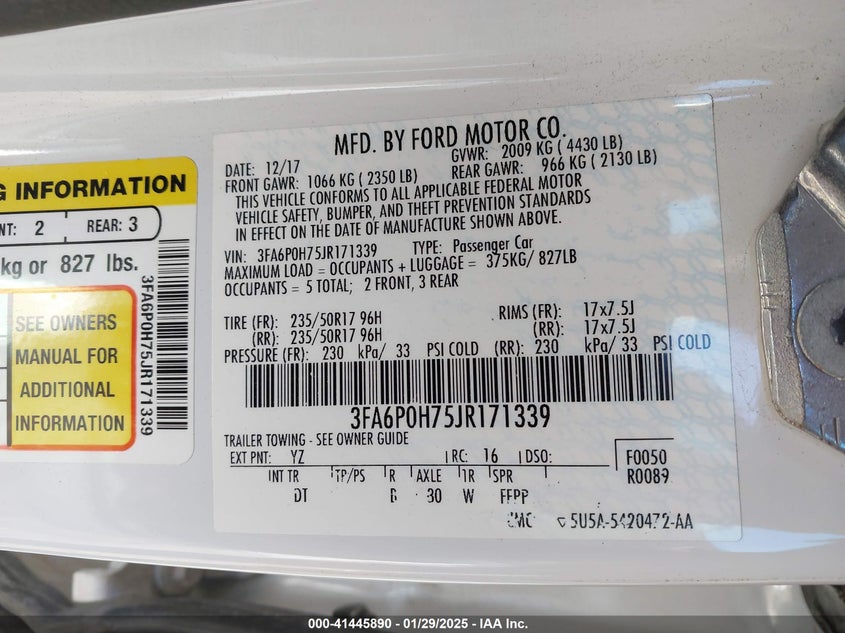 G INFORMATION
NT: 2 REAR: 3
kg or 827 lbs.
SEE OWNERS
MANUAL FOR
ADDITIONAL
INFORMATION
3FA6P0H75JR171339
MFD. BY FORD MOTOR CO.
DATE: 12/17 GVWR: 2009 KG ( 4430 LB)
FRONT GAWR: 1066 KG ( 2350 LB) REAR GAWR: 966 KG ( 2130 LB)
THIS VEHICLE CONFORMS TO ALL APPLICABLE FEDERAL MOTOR
VEHICLE SAFETY, BUMPER, AND THEFT PREVENTION STANDARDS
IN EFFECT ON THE DATE OF MANUFACTURE SHOWN ABOVE.
VIN: 3FA6P0H75JR171339 TYPE: Passenger Car
MAXIMUM LOAD = OCCUPANTS + LUGGAGE = 375KG/ 827LB
OCCUPANTS = 5 TOTAL; 2 FRONT, 3 REAR
TIRE (FR): 235/50R17 96H RIMS (FR): 17x7.5J
(RR): 235/50R17 96H (RR): 17x7.5J
PRESSURE (FR): 230 kPa/ 33 PSI COLD (RR): 230 kPa/ 33 PSI COLD
3FA6P0H75JR171339
TRAILER TOWING - SEE OWNER GUIDE
EXT PNT: YZ RC: 16 DSO: F0050
INT TR TP/PS R AXLE TR SPR R0089
DT 30 W
5U5A-5420472-AA
000-41445890 - 01/29/2025 - IAA Inc.